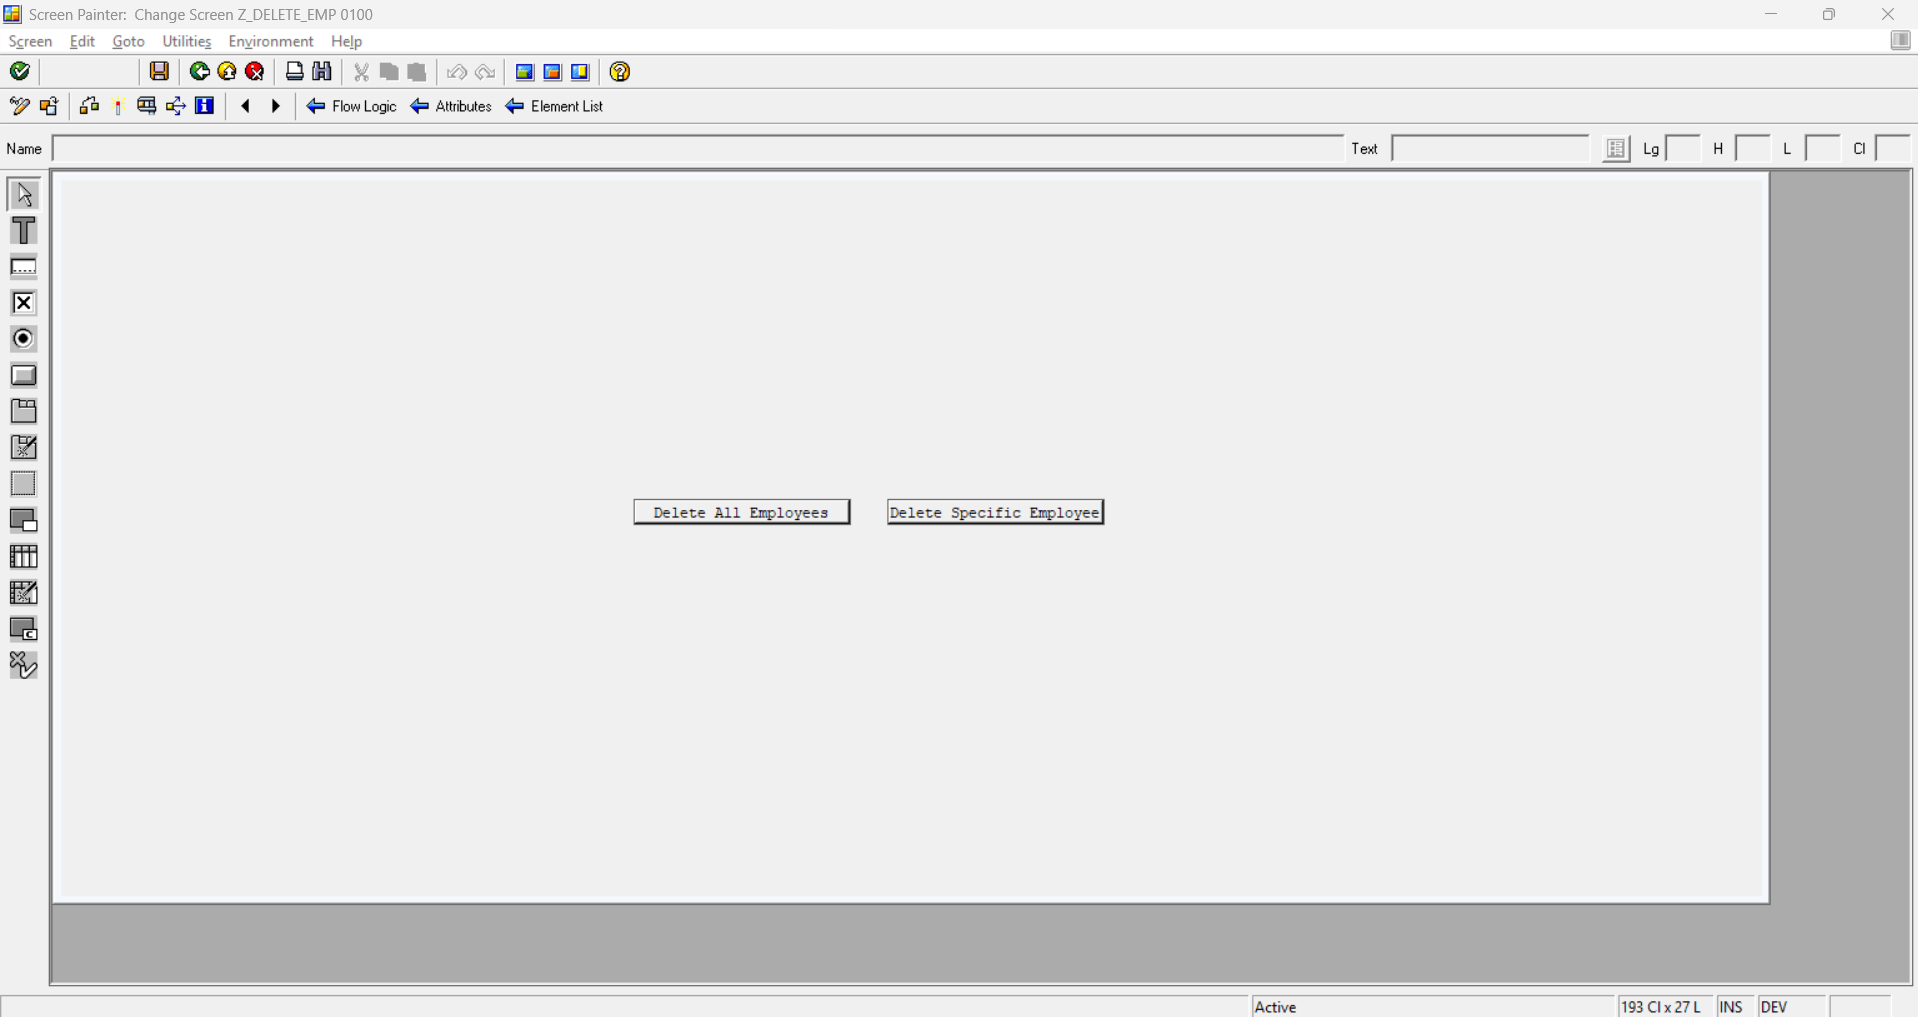 Screen Painter: Change Screen Z_DELETE_EMP 0100
Screen Edit Goto Utilities Environment Help
Flow Logic Attributes Element List
Name Text Lg H L Cl
Delete All Employees Delete Specific Employee
Active 193 Cl x 27 L INS DEV